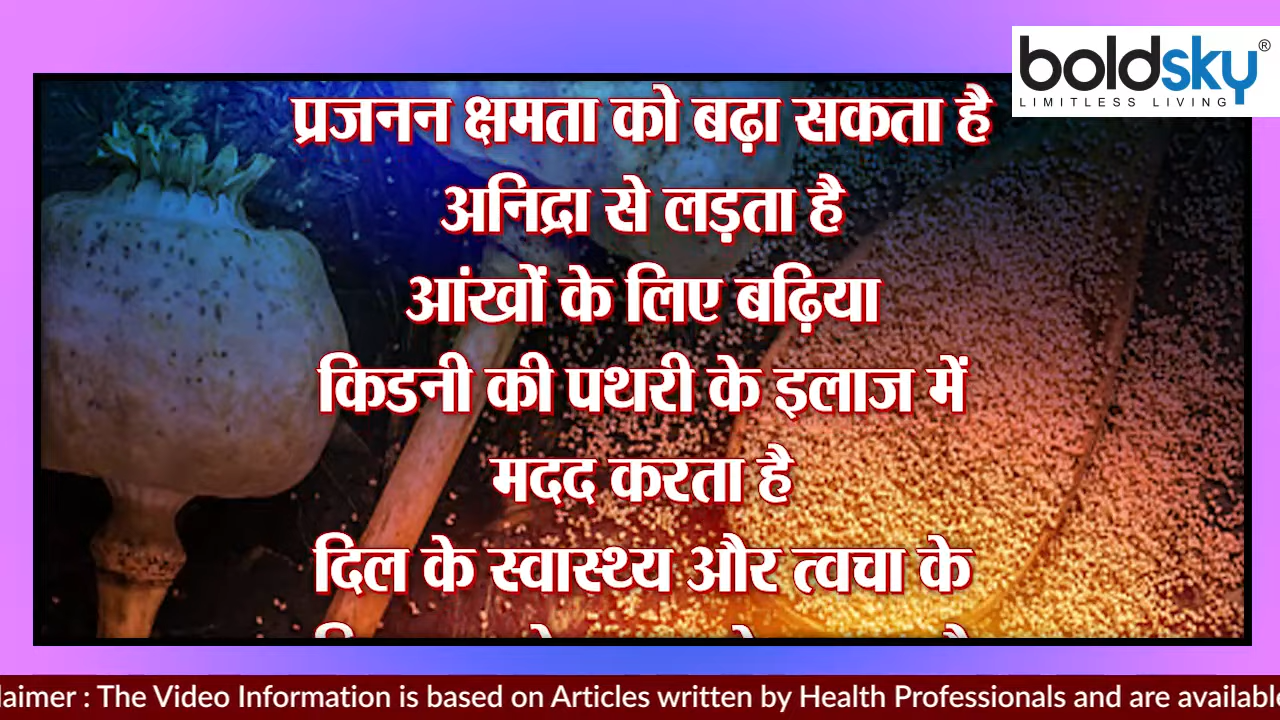 boldsky®
LIMITLESS LIVING
प्रजनन क्षमता को बढ़ा सकता है
अनिद्रा से लड़ता है
आंखों के लिए बढ़िया
किडनी की पथरी के इलाज में
मदद करता है
दिल के स्वास्थ्य और त्वचा के
laimer : The Video Information is based on Articles written by Health Professionals and are available